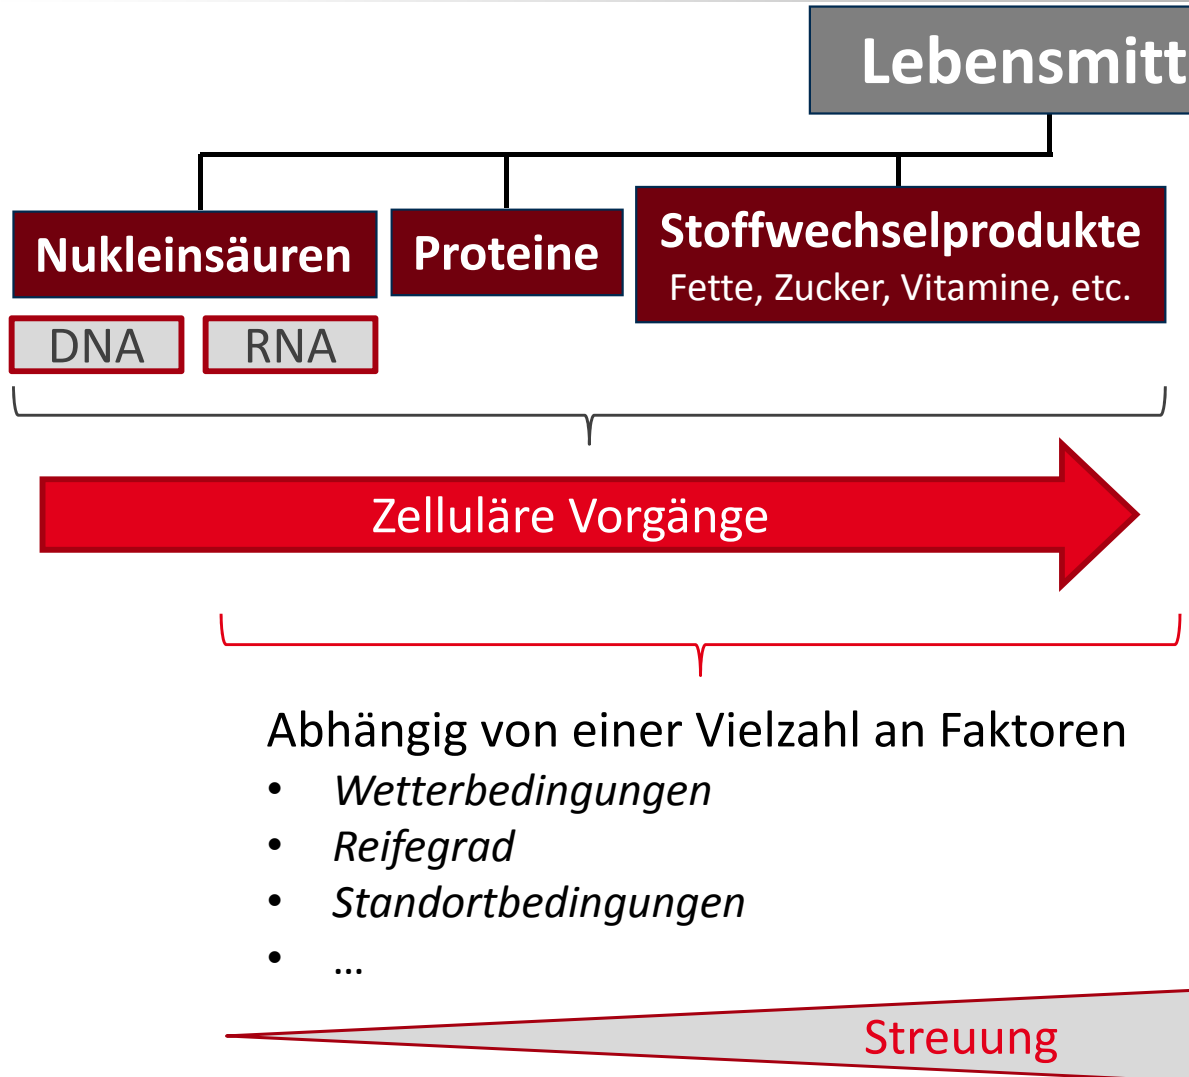 Lebensmitt
Nukleinsäuren
Proteine
Stoffwechselprodukte
Fette, Zucker, Vitamine, etc.
DNA
RNA
Zelluläre Vorgänge
Abhängig von einer Vielzahl an Faktoren
• Wetterbedingungen
• Reifegrad
• Standortbedingungen
• …
Streuung